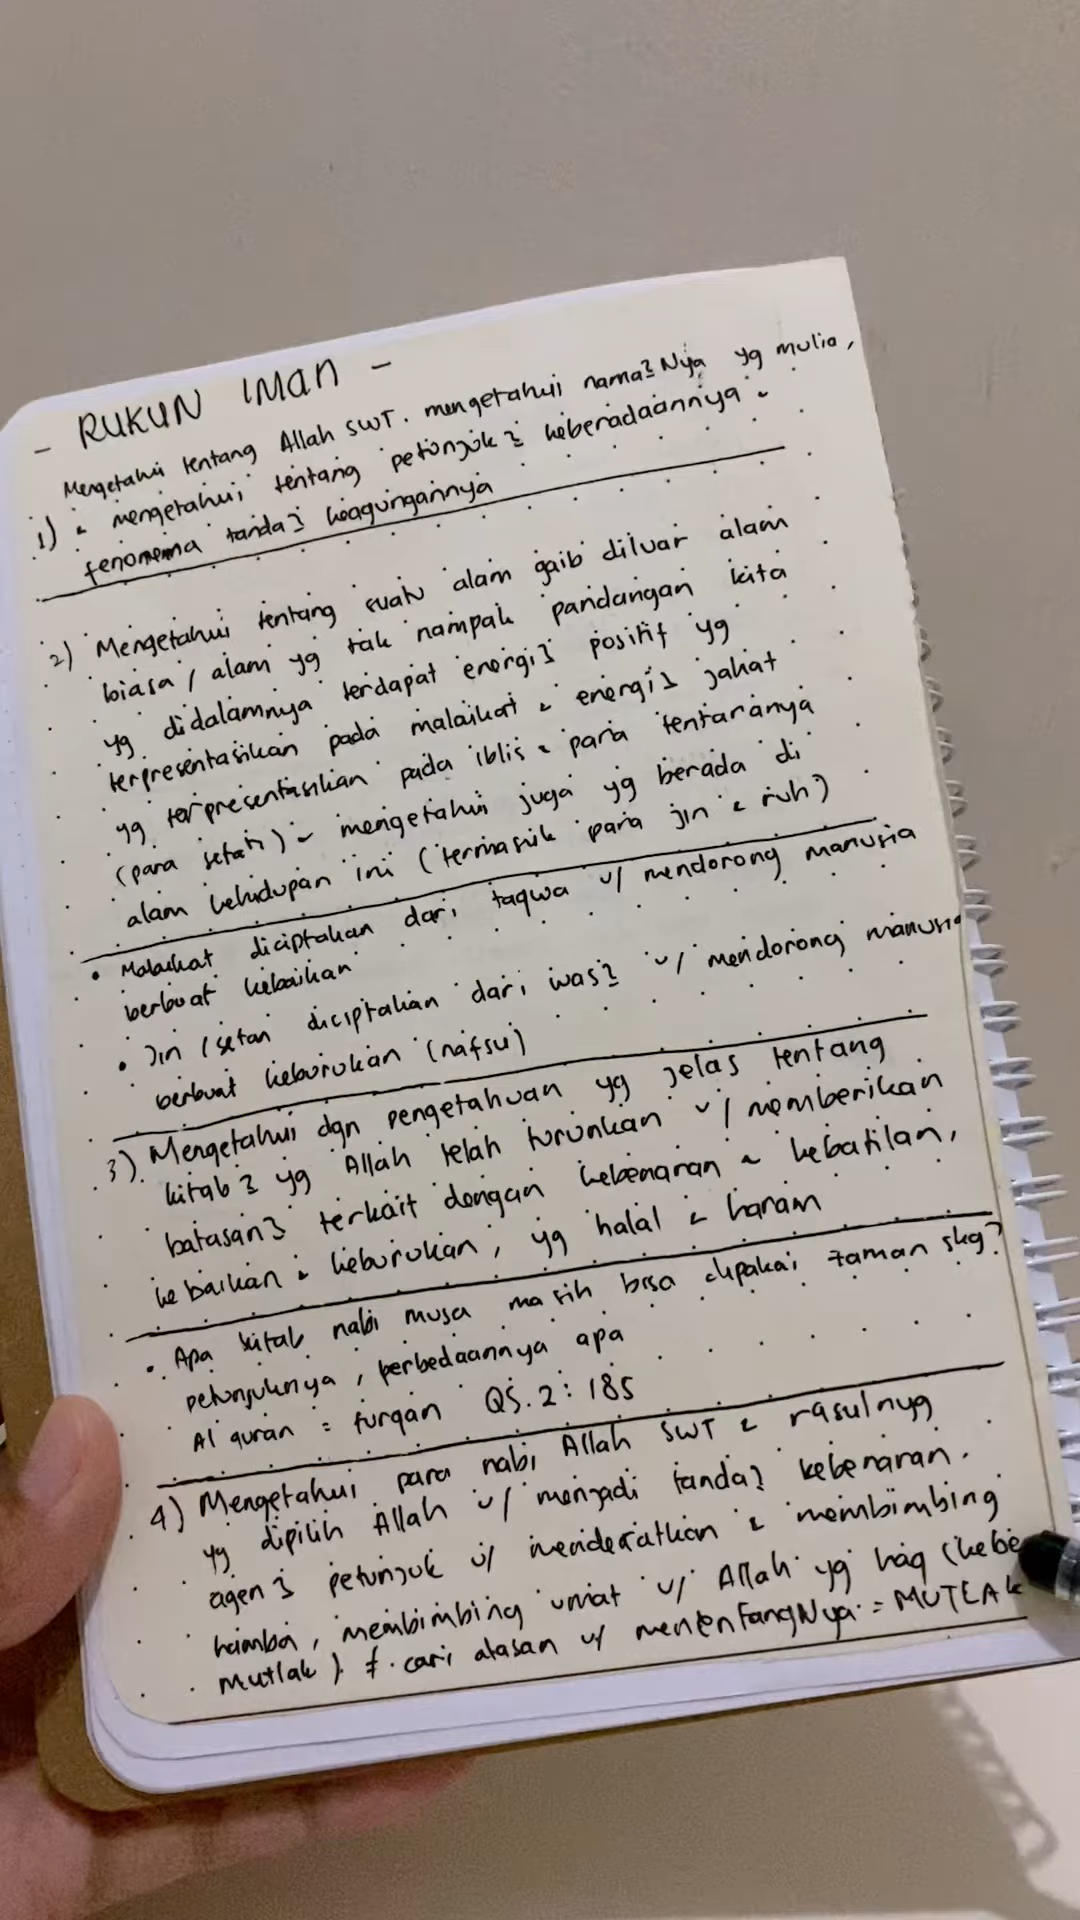 - RUKUN IMAN -
Mengetahui tentang Allah SWT. mengetahui nama2Nya yg mulia,
1) & mengetahui tentang petunjuk2 keberadaannya &
fenomena tanda2 keagungannya
2) Mengetahui tentang suatu alam gaib diluar alam
biasa / alam yg tak nampak pandangan kita
yg didalamnya terdapat energi2 positif yg
terpresentasikan pada malaikat & energi2 jahat
yg terpresentasikan pada iblis & para tentaranya
(para setan) & mengetahui juga yg berada di
alam kehidupan ini (termasuk para jin & ruh)
• Malaikat diciptakan dari taqwa u/ mendorong manusia
berbuat kebaikan
• Jin / setan diciptakan dari was2 u/ mendorong manusia
berbuat keburukan (nafsu)
3) Mengetahui dgn pengetahuan yg jelas tentang
kitab2 yg Allah telah turunkan u/ memberikan
batasan2 terkait dengan kebenaran & kebatilan,
kebaikan & keburukan, yg halal & haram
• Apa kitab nabi musa masih bisa dipakai zaman skg?
petunjuknya, perbedaannya apa
Al quran = furqan QS. 2 : 185
4) Mengetahui para nabi Allah SWT & rasulnya
yg dipilih Allah u/ menjadi tanda2 kebenaran.
agen2 petunjuk u/ & membimbing
hamba, membimbing umat u/ Allah yg haq (kebe
mutlak). cari atasan u/ = MUTLAK